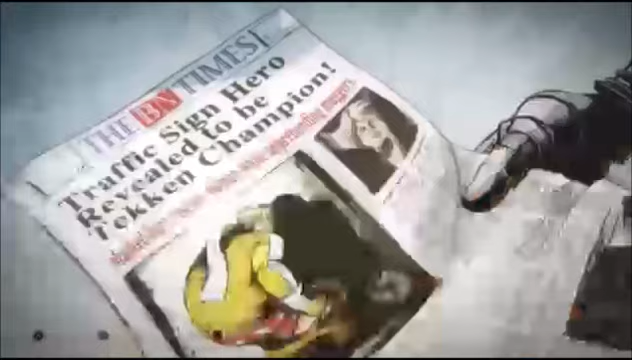 THE BN TIMES
Traffic Sign Hero
Revealed to be
Tekken Champion!